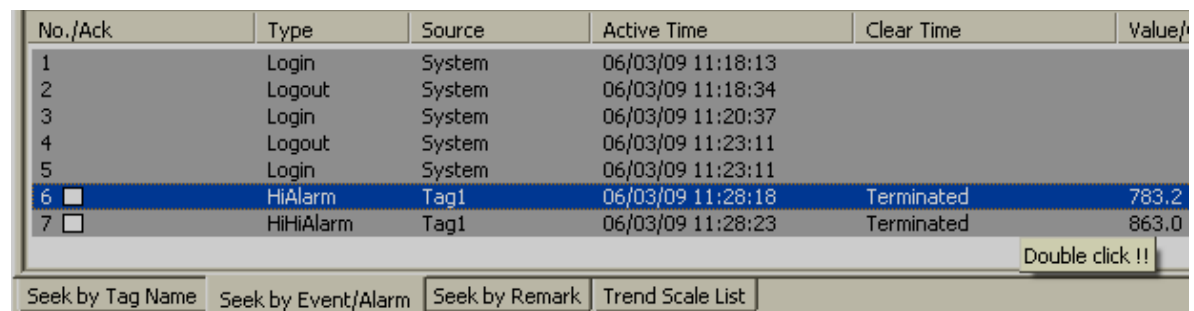 No./Ack Type Source Active Time Clear Time Value/
1 Login System 06/03/09 11:18:13
2 Logout System 06/03/09 11:18:34
3 Login System 06/03/09 11:20:37
4 Logout System 06/03/09 11:23:11
5 Login System 06/03/09 11:23:11
6 HiAlarm Tag1 06/03/09 11:28:18 Terminated 783.2
7 HiHiAlarm Tag1 06/03/09 11:28:23 Terminated 863.0
Double click !!
Seek by Tag Name Seek by Event/Alarm Seek by Remark Trend Scale List